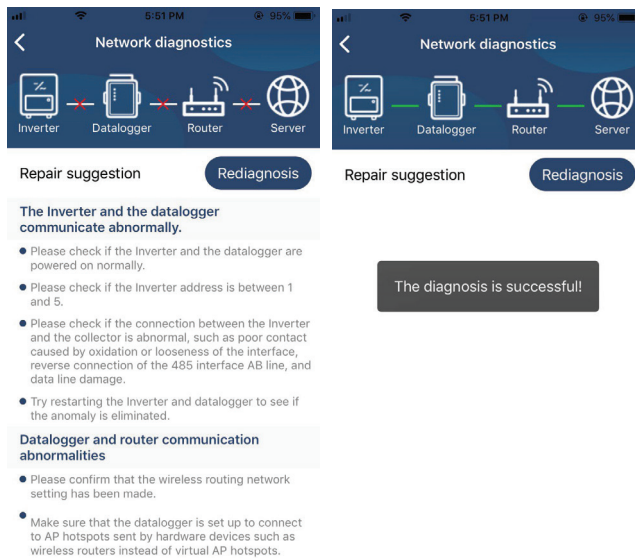 5:51 PM
95%
Network diagnostics
Inverter Datalogger Router Server
Repair suggestion Rediagnosis
The Inverter and the datalogger
communicate abnormally.
Please check if the Inverter and the datalogger are
powered on normally.
Please check if the Inverter address is between 1
and 5.
Please check if the connection between the Inverter
and the collector is abnormal, such as poor contact
caused by oxidation or looseness of the interface,
reverse connection of the 485 interface AB line, and
data line damage.
Try restarting the Inverter and datalogger to see if
the anomaly is eliminated.
Datalogger and router communication
abnormalities
Please confirm that the wireless routing network
setting has been made.
Make sure that the datalogger is set up to connect
to AP hotspots sent by hardware devices such as
wireless routers instead of virtual AP hotspots.
5:51 PM
95%
Network diagnostics
Inverter Datalogger Router Server
Repair suggestion Rediagnosis
The diagnosis is successful!